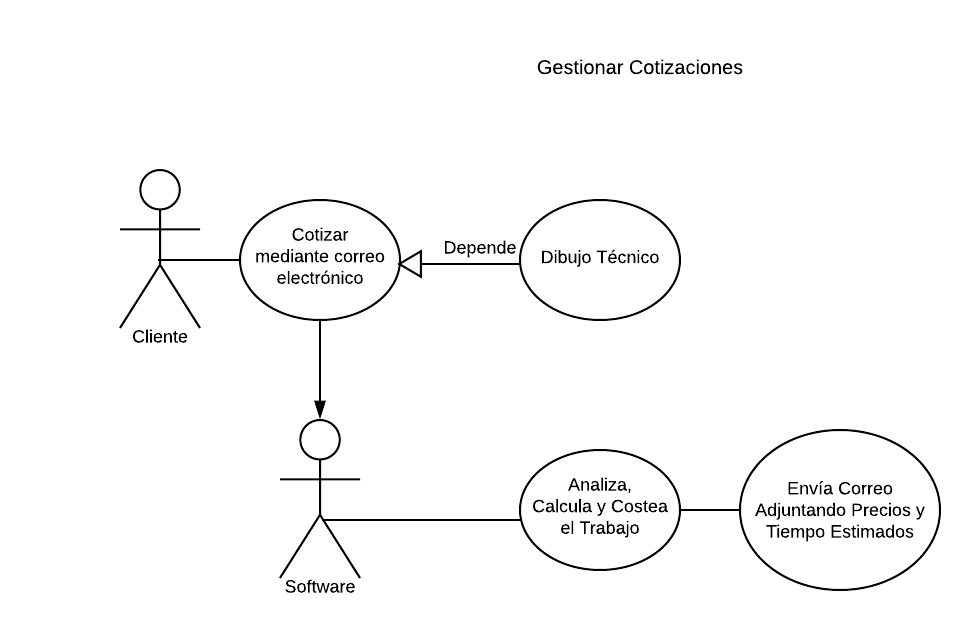 Gestionar Cotizaciones
Cotizar
mediante correo
electrónico
Depende
Dibujo Técnico
Cliente
Analiza,
Calcula y Costea
el Trabajo
Envía Correo
Adjuntando Precios y
Tiempo Estimados
Software